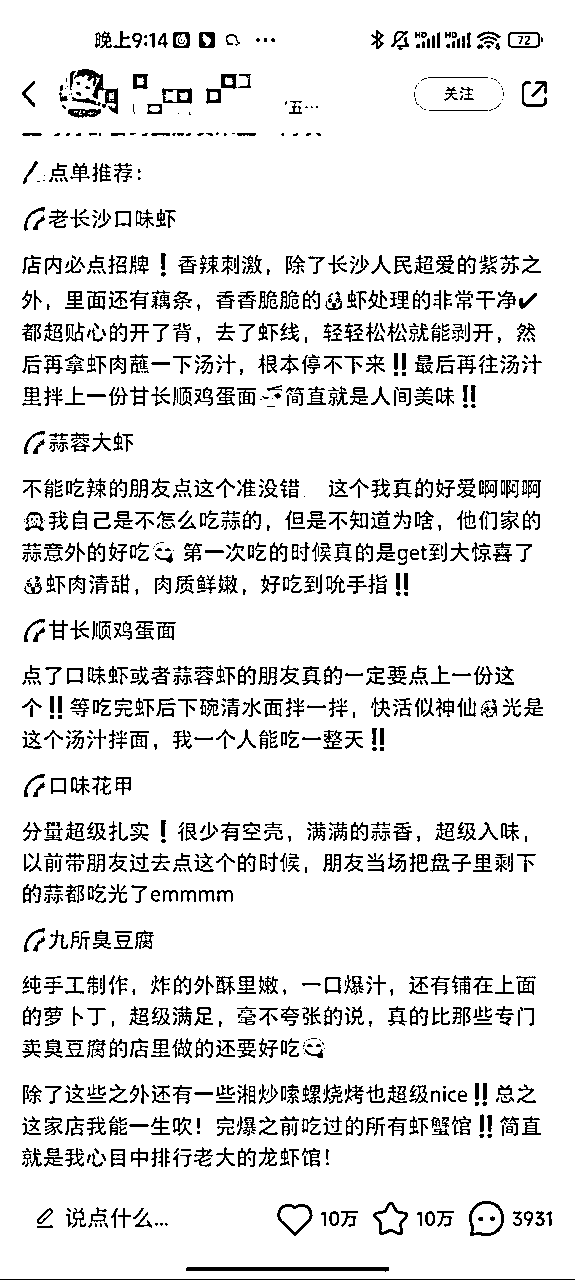 晚上9:14
72
五…
关注
点单推荐：
老长沙口味虾
店内必点招牌❗香辣刺激，除了长沙人民超爱的紫苏之
外，里面还有藕条，香香脆脆的虾处理的非常干净✔
都超贴心的开了背，去了虾线，轻轻松松就能剥开，然
后再拿虾肉蘸一下汤汁，根本停不下来‼最后再往汤汁
里拌上一份甘长顺鸡蛋面简直就是人间美味‼
蒜蓉大虾
不能吃辣的朋友点这个准没错 这个我真的好爱啊啊啊
我自己是不怎么吃蒜的，但是不知道为啥，他们家的
蒜意外的好吃😋 第一次吃的时候真的是get到大惊喜了
虾肉清甜，肉质鲜嫩，好吃到吮手指‼
甘长顺鸡蛋面
点了口味虾或者蒜蓉虾的朋友真的一定要点上一份这
个‼等吃完虾后下碗清水面拌一拌，快活似神仙光是
这个汤汁拌面，我一个人能吃一整天‼
口味花甲
分量超级扎实❗很少有空壳，满满的蒜香，超级入味，
以前带朋友过去点这个的时候，朋友当场把盘子里剩下
的蒜都吃光了emmmm
九所臭豆腐
纯手工制作，炸的外酥里嫩，一口爆汁，还有铺在上面
的萝卜丁，超级满足，毫不夸张的说，真的比那些专门
卖臭豆腐的店里做的还要好吃😋
除了这些之外还有一些湘炒嗦螺烧烤也超级nice‼总之
这家店我能一生吹！完爆之前吃过的所有虾蟹馆‼简直
就是我心目中排行老大的龙虾馆！
说点什么...
10万
10万
3931